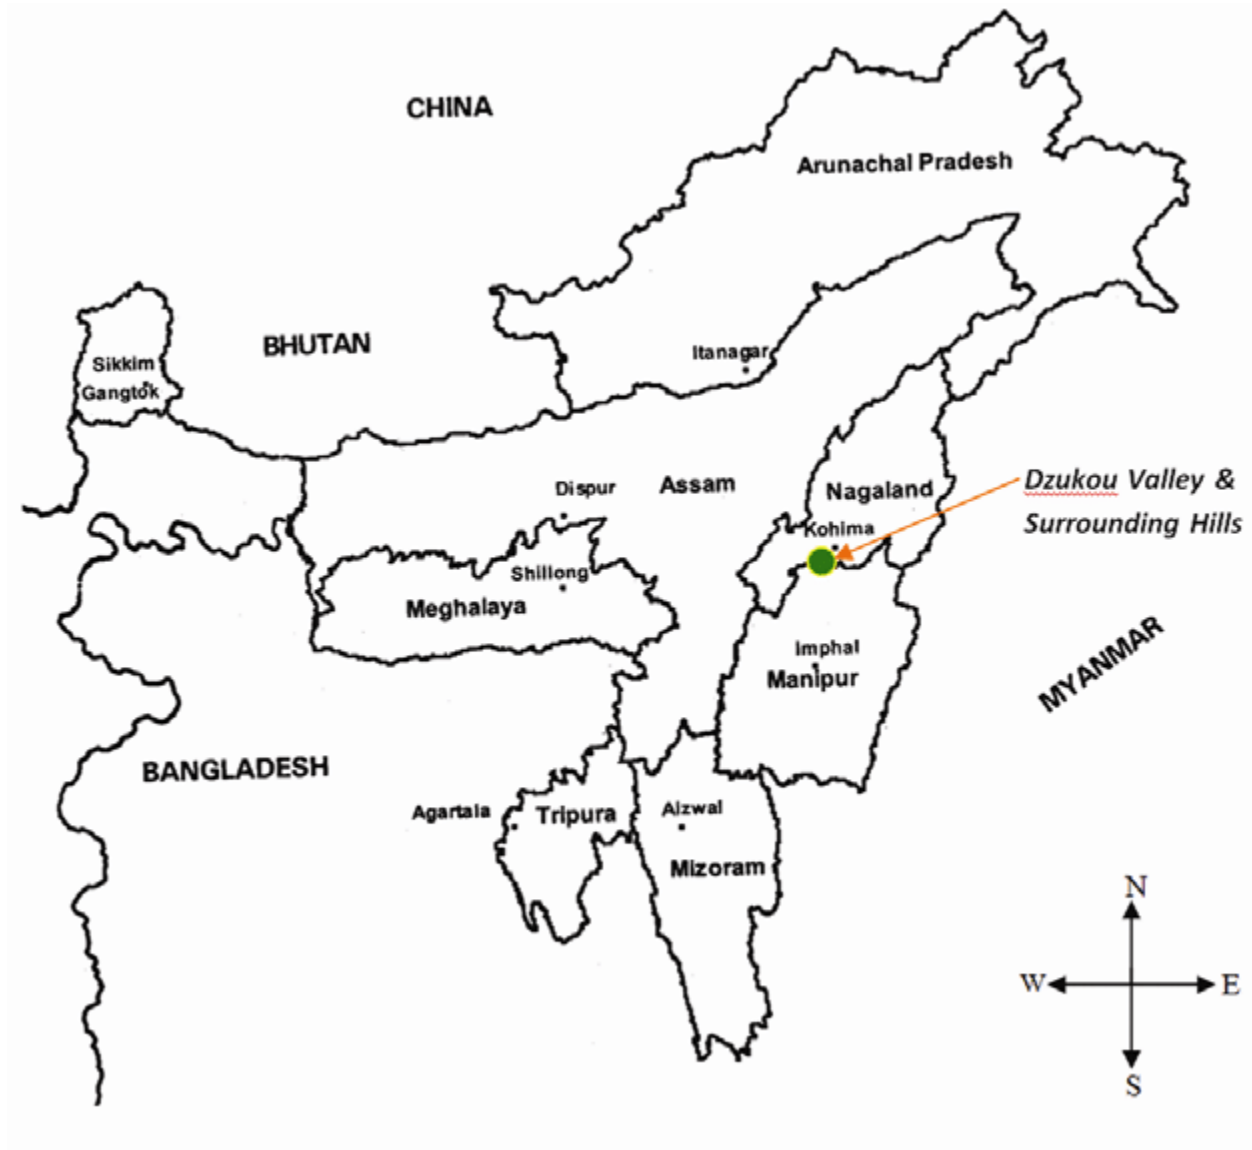 CHINA
Arunachal Pradesh
BHUTAN
Itanagar
Sikkim
Gangtok
Dispur
Assam
Nagaland
Kohima
Dzukou Valley &
Surrounding Hills
Shillong
Meghalaya
Imphal
Manipur
MYANMAR
BANGLADESH
Agartala
Tripura
Aizwal
Mizoram
N
W
E
S